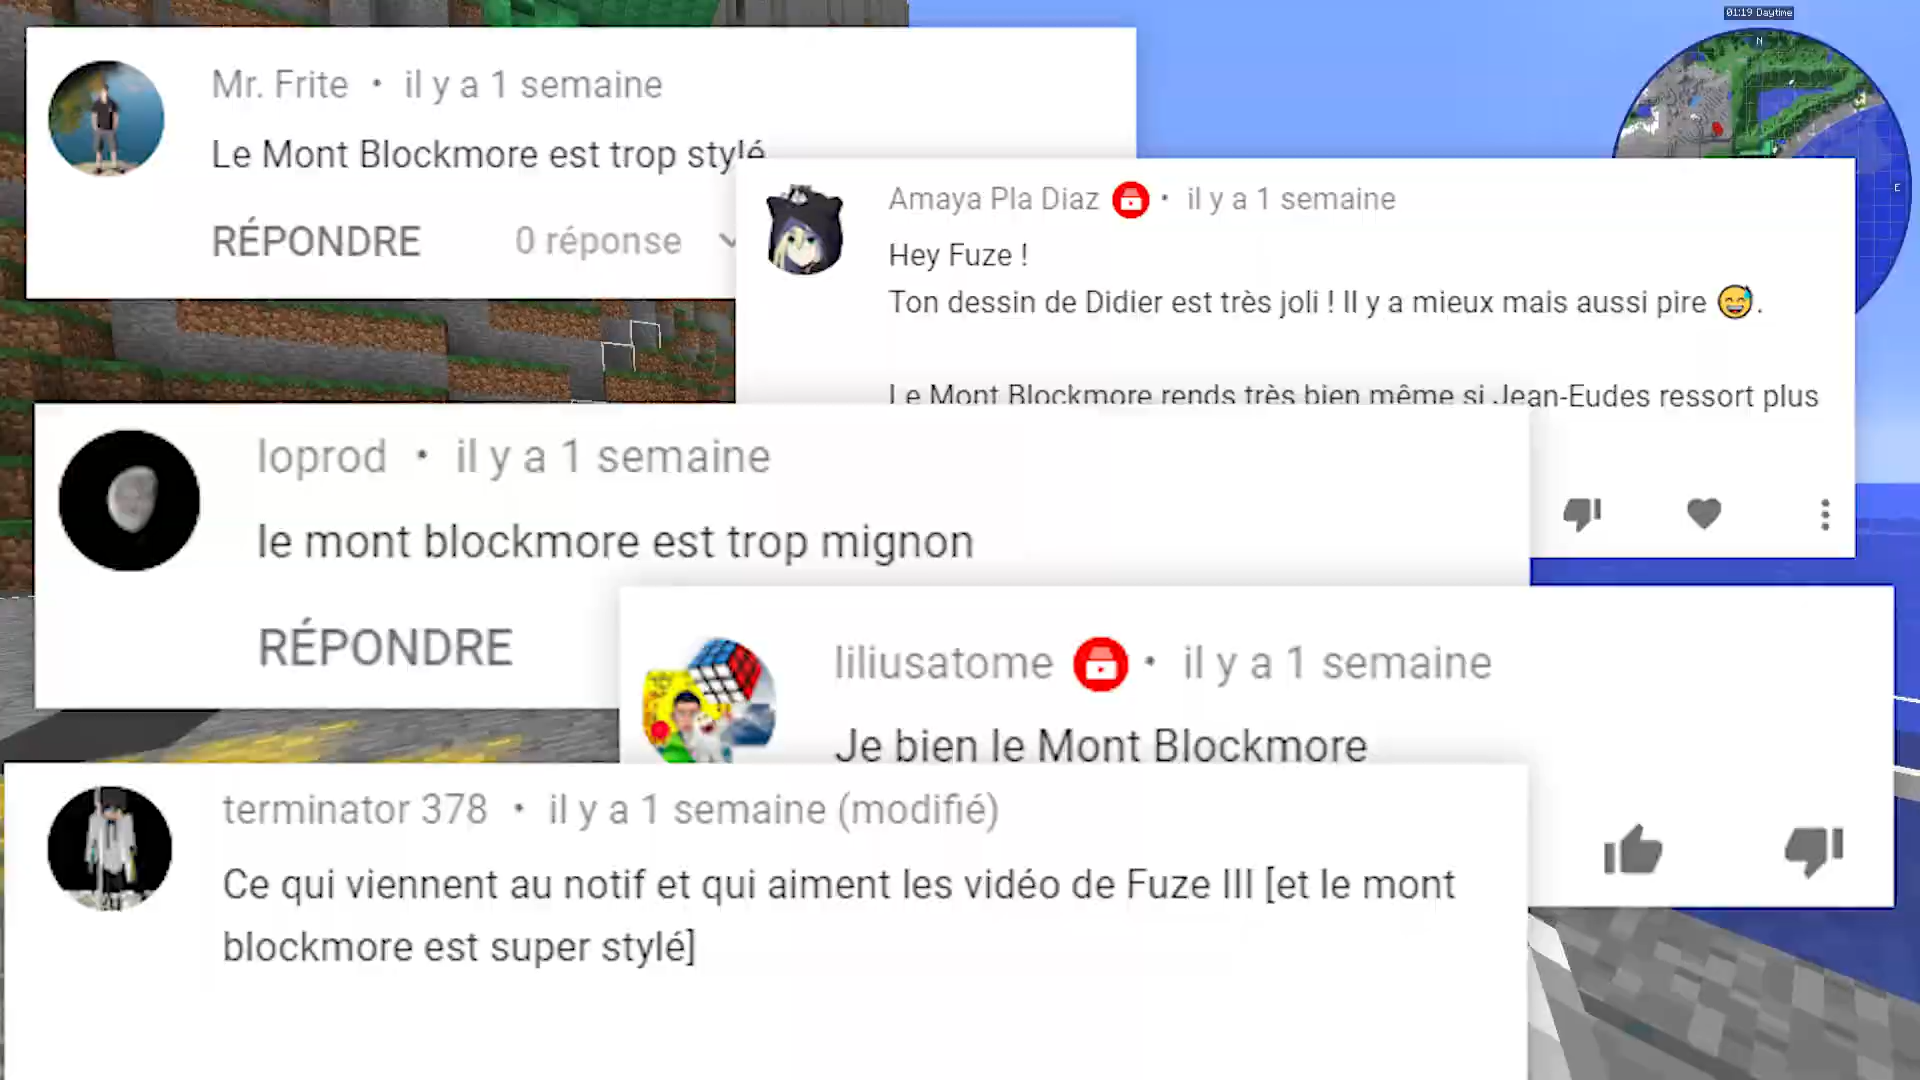 01:19 Daytime
N
E
Mr. Frite • il y a 1 semaine
Le Mont Blockmore est trop stylé
RÉPONDRE 0 réponse
Amaya Pla Diaz • il y a 1 semaine
Hey Fuze !
Ton dessin de Didier est très joli ! Il y a mieux mais aussi pire 😅.
Le Mont Blockmore rends très bien même si Jean-Eudes ressort plus
loprod • il y a 1 semaine
le mont blockmore est trop mignon
RÉPONDRE
liliusatome • il y a 1 semaine
Je bien le Mont Blockmore
terminator 378 • il y a 1 semaine (modifié)
Ce qui viennent au notif et qui aiment les vidéo de Fuze III [et le mont
blockmore est super stylé]